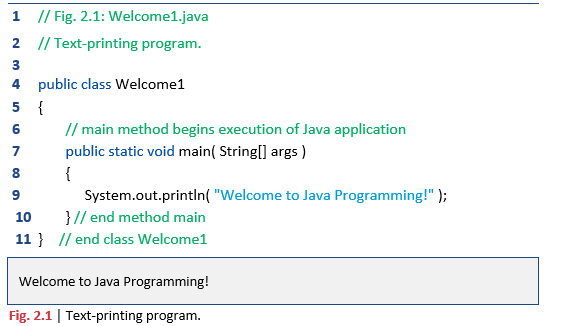 1 // Fig. 2.1: Welcome1.java
2 // Text-printing program.
3
4 public class Welcome1
5 {
6 // main method begins execution of Java application
7 public static void main( String[] args )
8 {
9 System.out.println( "Welcome to Java Programming!" );
10 } // end method main
11 } // end class Welcome1
Welcome to Java Programming!
Fig. 2.1 | Text-printing program.